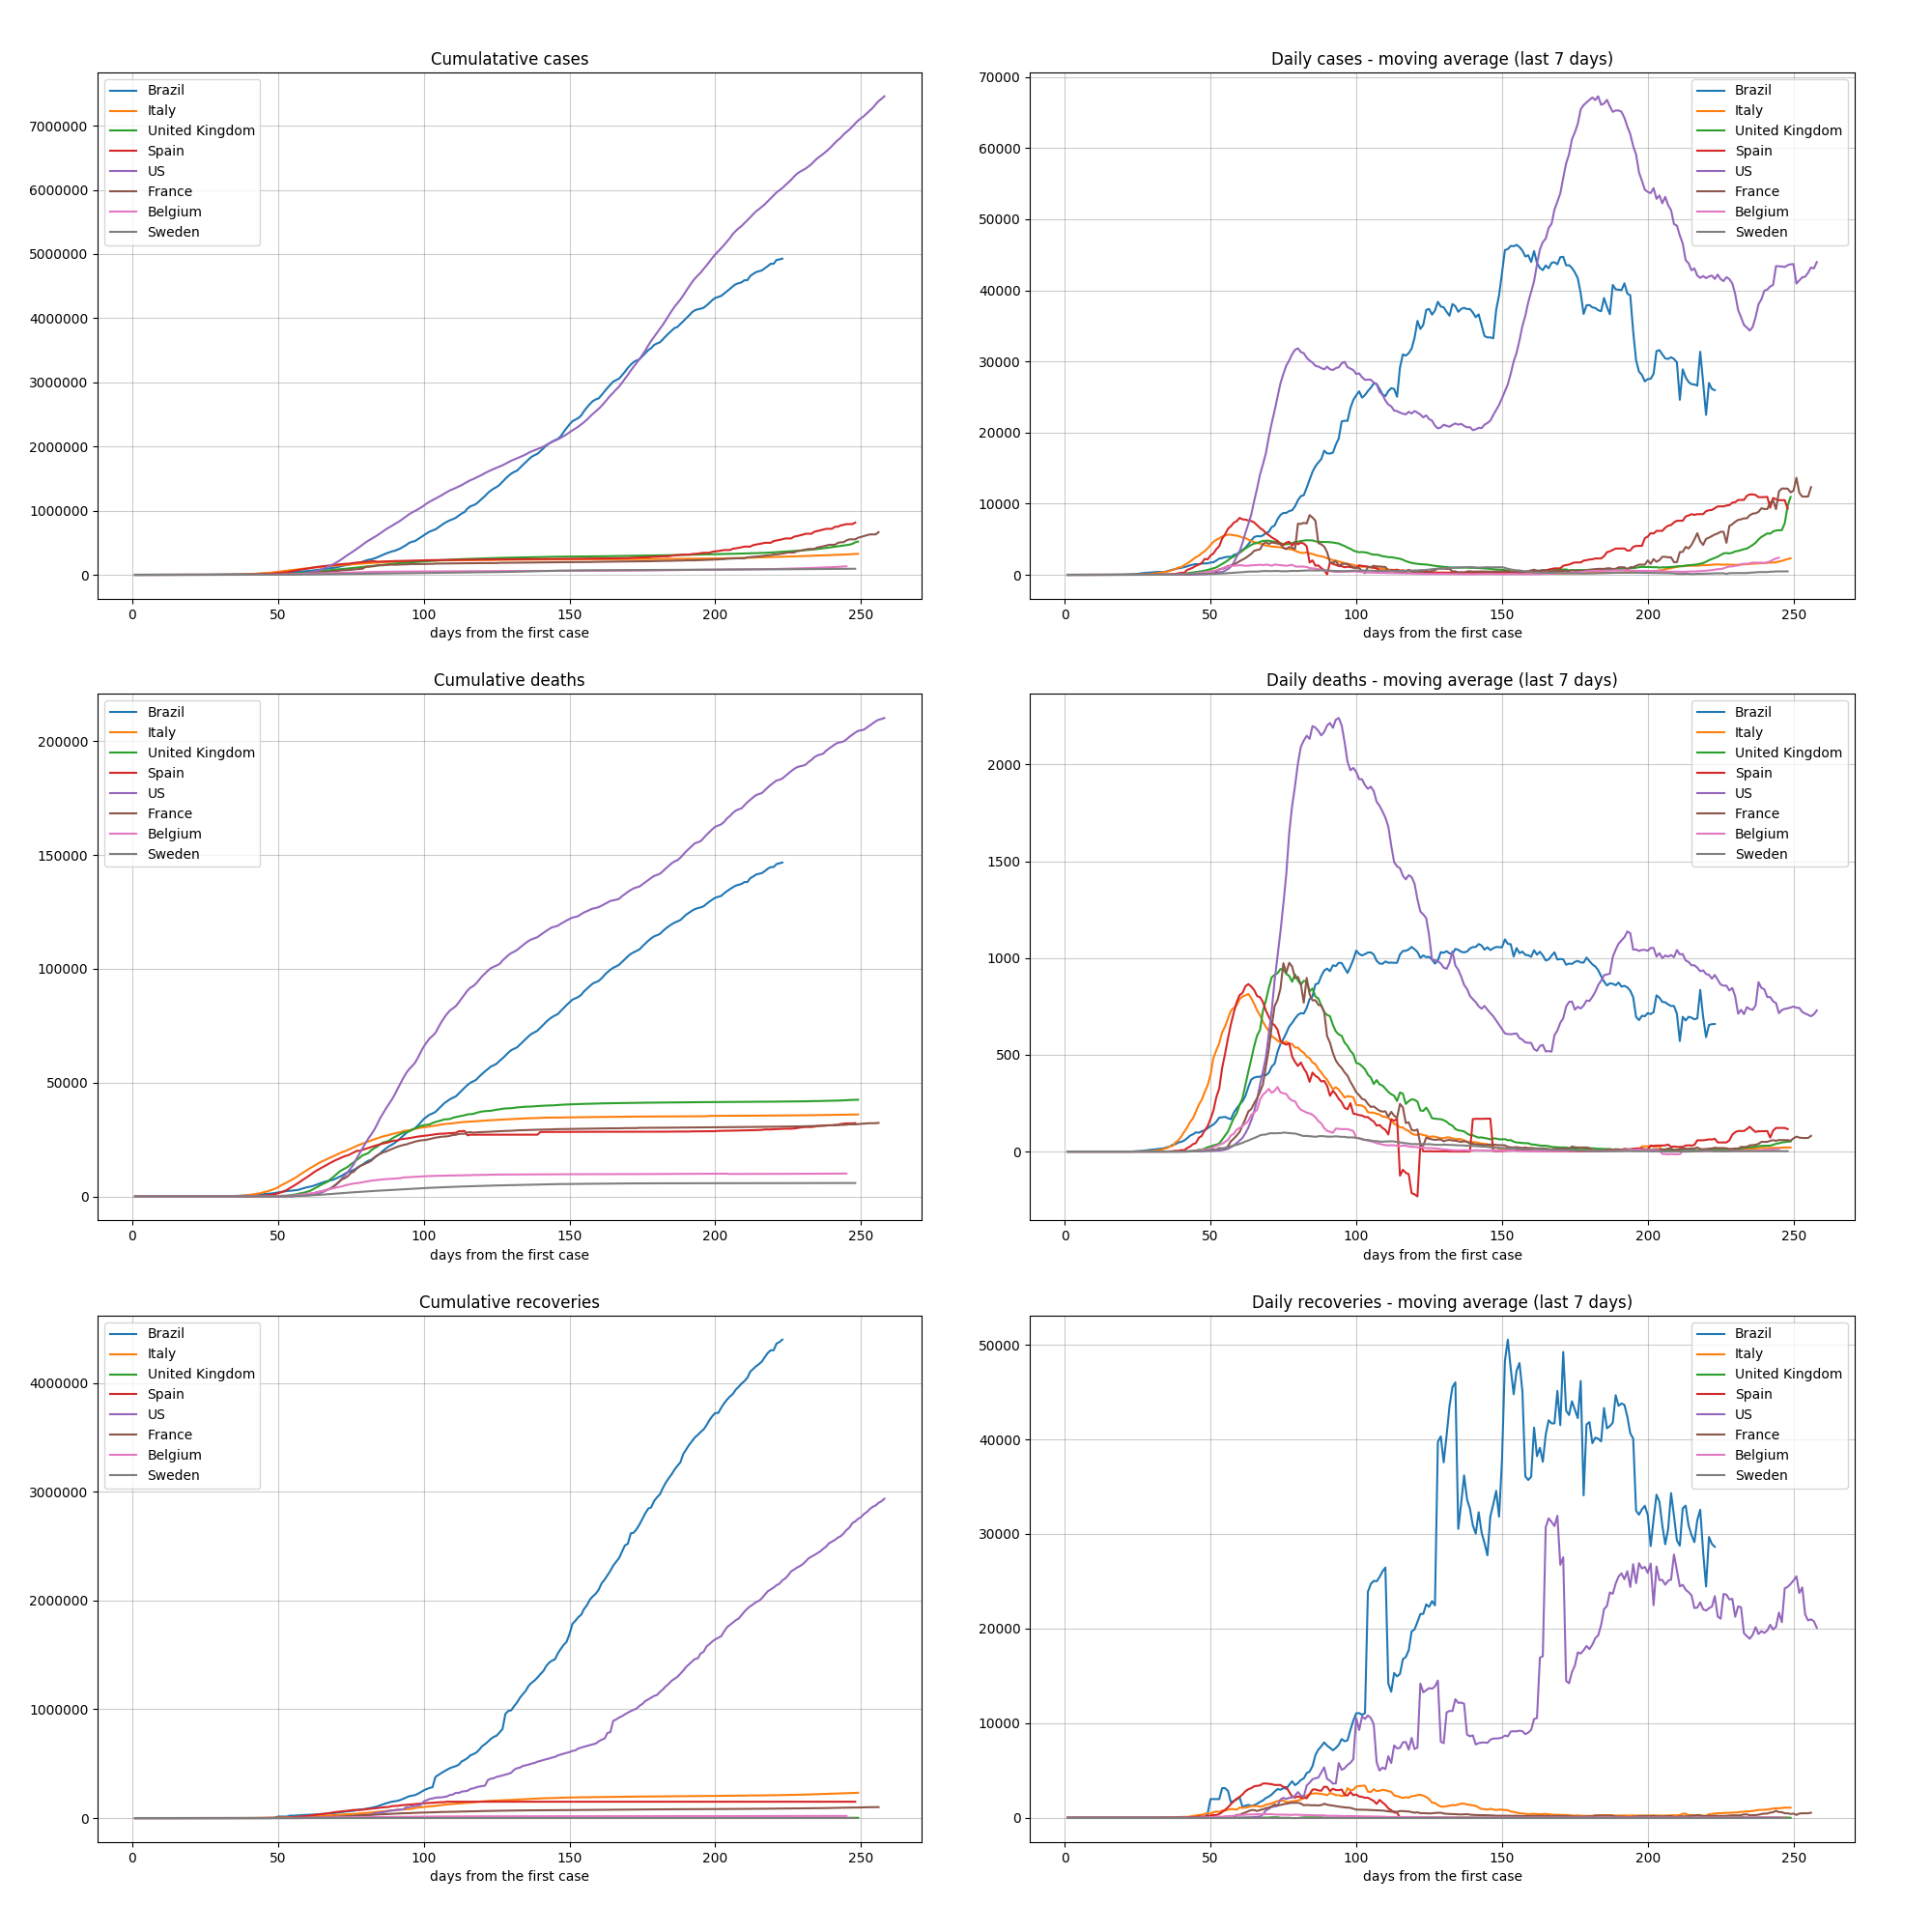 Cumulatative cases
Brazil
Italy
United Kingdom
Spain
US
France
Belgium
Sweden
7000000
6000000
5000000
4000000
3000000
2000000
1000000
0
0 50 100 150 200 250
days from the first case
Daily cases - moving average (last 7 days)
Brazil
Italy
United Kingdom
Spain
US
France
Belgium
Sweden
70000
60000
50000
40000
30000
20000
10000
0
0 50 100 150 200 250
days from the first case
Cumulative deaths
Brazil
Italy
United Kingdom
Spain
US
France
Belgium
Sweden
200000
150000
100000
50000
0
0 50 100 150 200 250
days from the first case
Daily deaths - moving average (last 7 days)
Brazil
Italy
United Kingdom
Spain
US
France
Belgium
Sweden
2000
1500
1000
500
0
0 50 100 150 200 250
days from the first case
Cumulative recoveries
Brazil
Italy
United Kingdom
Spain
US
France
Belgium
Sweden
4000000
3000000
2000000
1000000
0
0 50 100 150 200 250
days from the first case
Daily recoveries - moving average (last 7 days)
Brazil
Italy
United Kingdom
Spain
US
France
Belgium
Sweden
50000
40000
30000
20000
10000
0
0 50 100 150 200 250
days from the first case